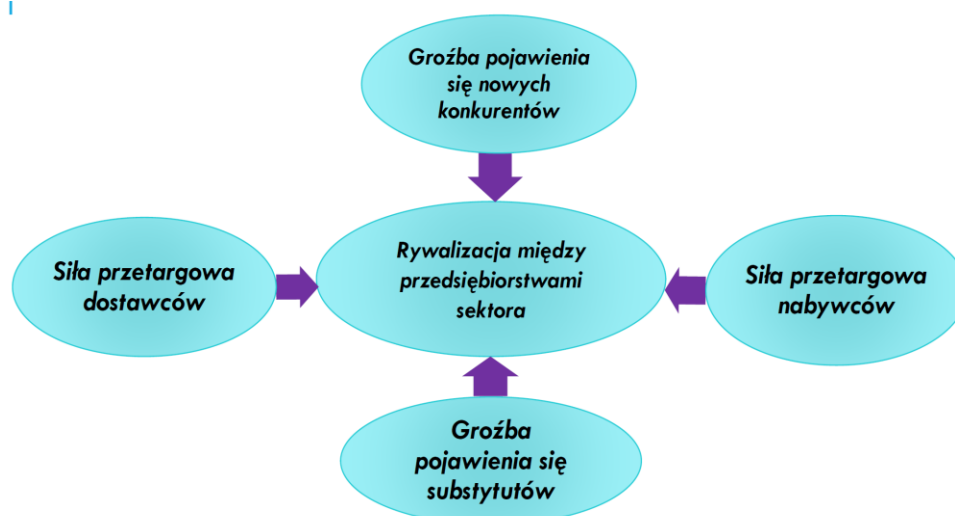 Groźba pojawienia
się nowych
konkurentów
Siła przetargowa
dostawców
Rywalizacja między
przedsiębiorstwami
sektora
Siła przetargowa
nabywców
Groźba
pojawienia się
substytutów